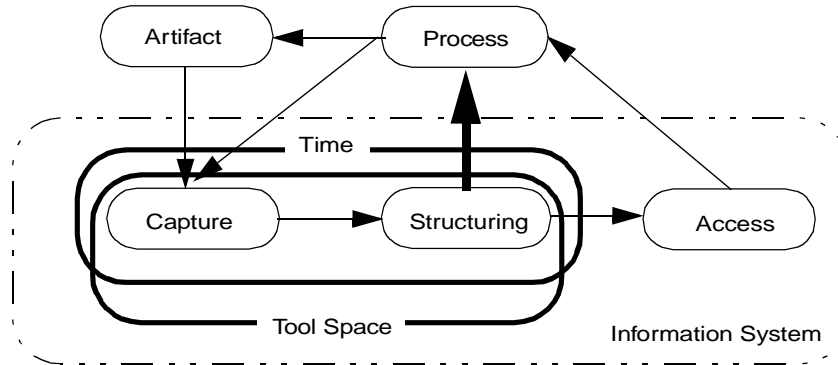 Artifact
Process
Time
Capture
Structuring
Access
Tool Space
Information System